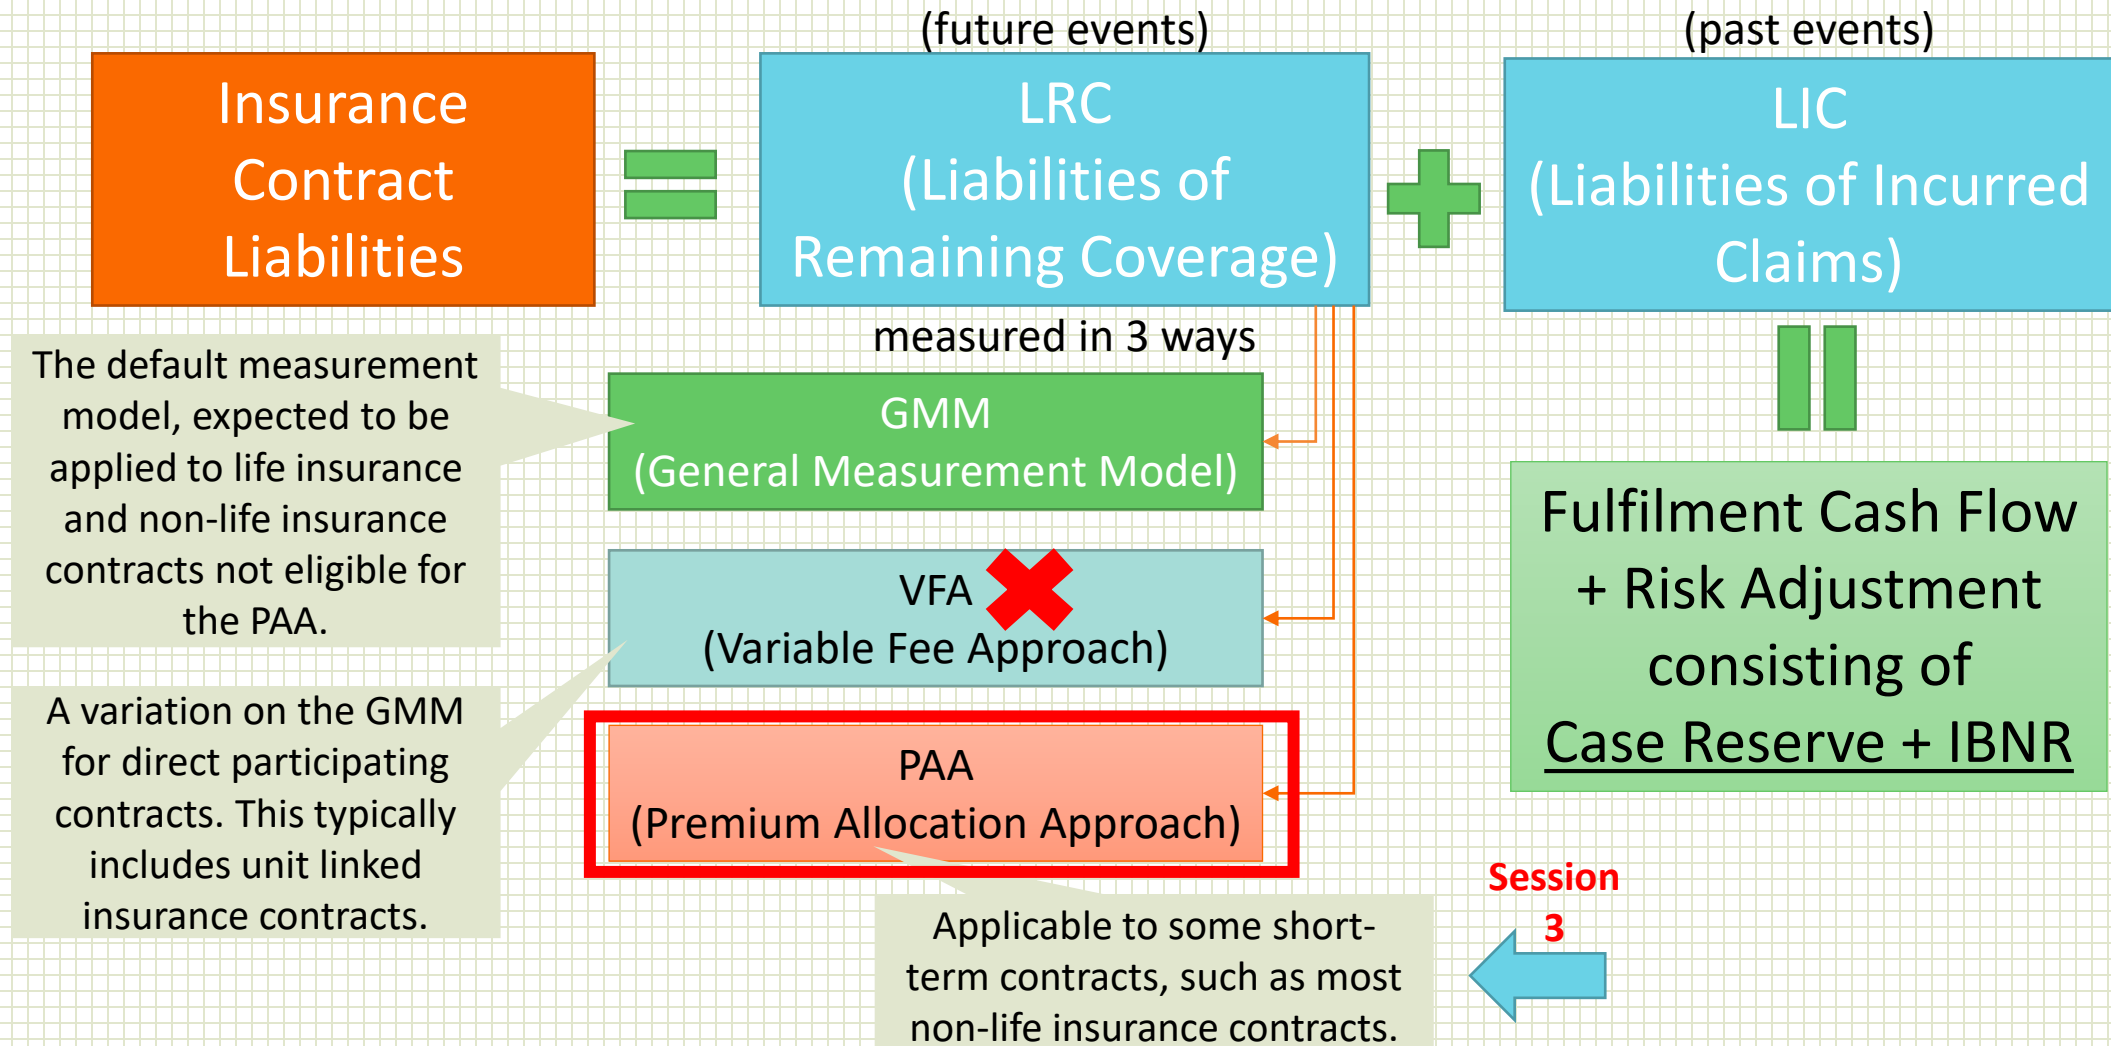 (future events)
(past events)
Insurance
Contract
Liabilities
LRC
(Liabilities of
Remaining Coverage)
LIC
(Liabilities of Incurred
Claims)
measured in 3 ways
The default measurement
model, expected to be
applied to life insurance
and non-life insurance
contracts not eligible for
the PAA.
GMM
(General Measurement Model)
VFA
(Variable Fee Approach)
A variation on the GMM
for direct participating
contracts. This typically
includes unit linked
insurance contracts.
PAA
(Premium Allocation Approach)
Applicable to some short-
term contracts, such as most
non-life insurance contracts.
Fulfilment Cash Flow
+ Risk Adjustment
consisting of
Case Reserve + IBNR
Session
3